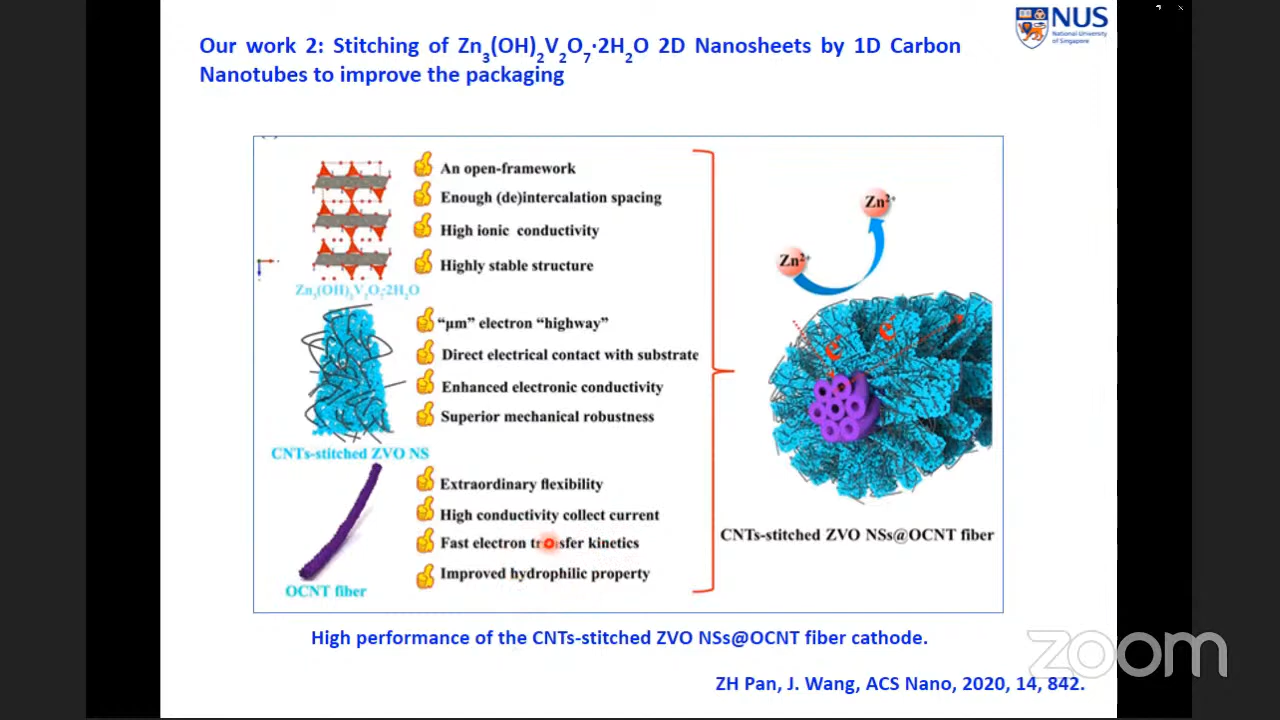 NUS
National University
of Singapore
Our work 2: Stitching of Zn3(OH)2V2O7·2H2O 2D Nanosheets by 1D Carbon
Nanotubes to improve the packaging
An open-framework
Enough (de)intercalation spacing
High ionic conductivity
Highly stable structure
Zn3(OH)2V2O7·2H2O
"µm" electron "highway"
Direct electrical contact with substrate
Enhanced electronic conductivity
Superior mechanical robustness
CNTs-stitched ZVO NS
Extraordinary flexibility
High conductivity collect current
Fast electron transfer kinetics
Improved hydrophilic property
OCNT fiber
Zn2+
Zn2+
e-
e-
CNTs-stitched ZVO NSs@OCNT fiber
High performance of the CNTs-stitched ZVO NSs@OCNT fiber cathode.
zoom
ZH Pan, J. Wang, ACS Nano, 2020, 14, 842.